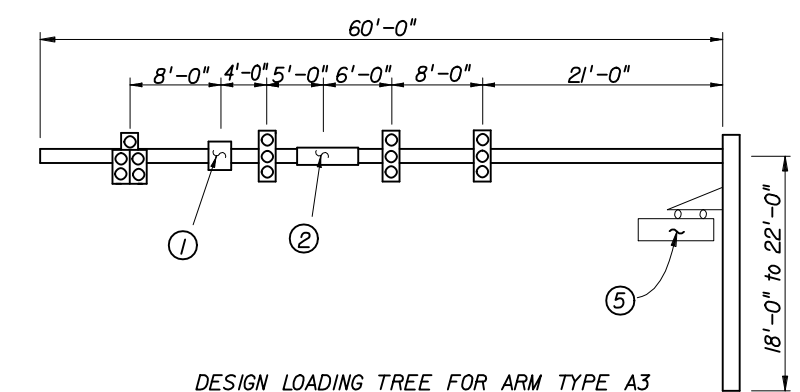 60'-0"
8'-0" 4'-0" 5'-0" 6'-0" 8'-0" 21'-0"
1
2
5
18'-0" to 22'-0"
DESIGN LOADING TREE FOR ARM TYPE A3